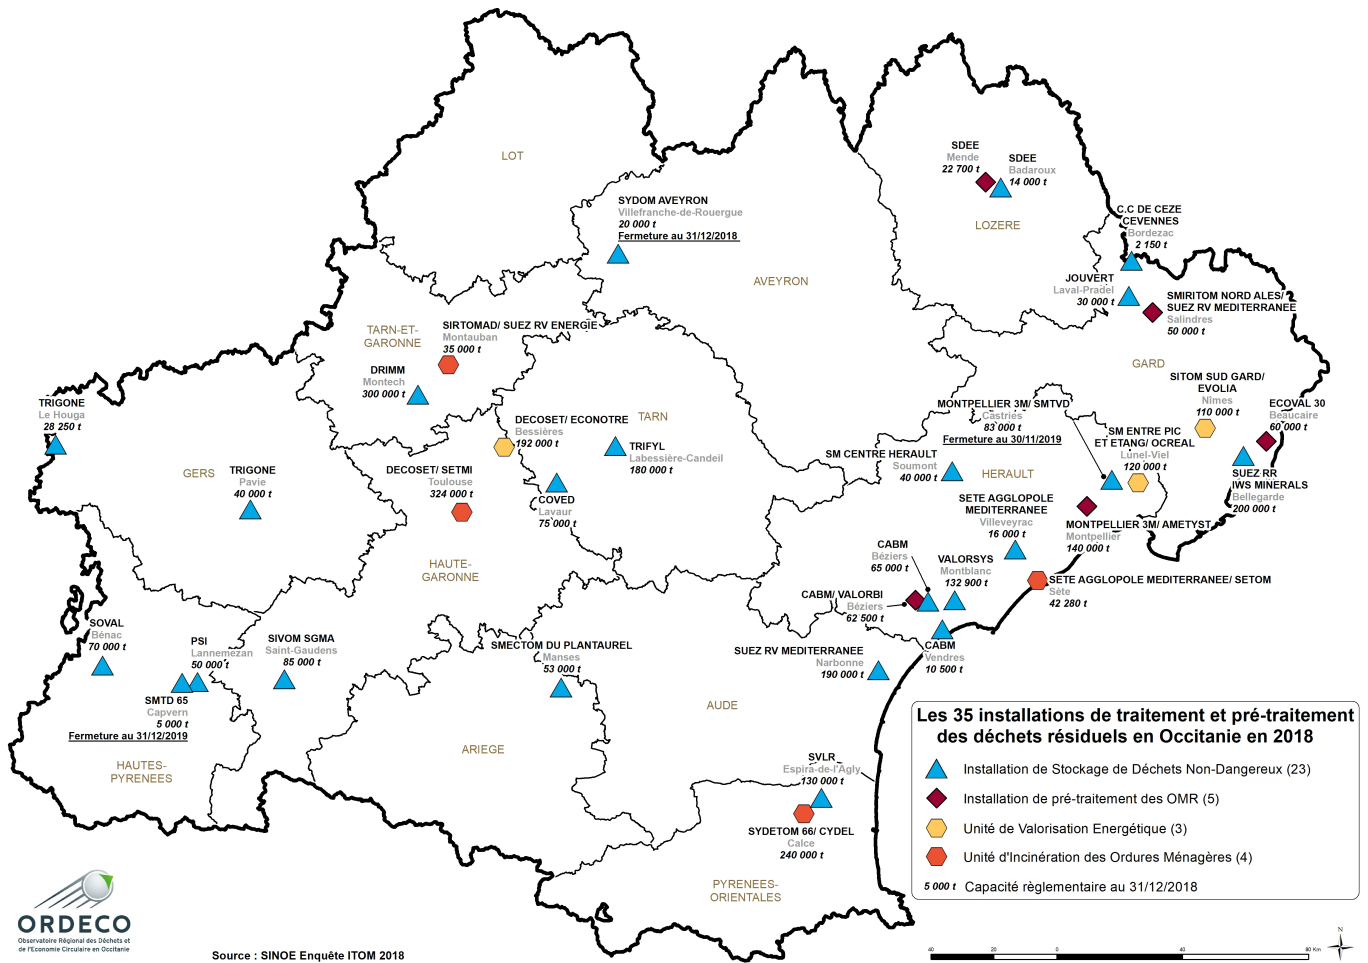 LOT
SDEE
Mende
22 700 t
SDEE
Badaroux
14 000 t
LOZERE
SYDOM AVEYRON
Villefranche-de-Rouergue
20 000 t
Fermeture au 31/12/2018
C.C DE CEZE
CEVENNES
Bordezac
2 150 t
AVEYRON
JOUVERT
Laval-Pradel
30 000 t
SMIRITOM NORD ALES/
SUEZ RV MEDITERRANEE
Salindres
50 000 t
TARN-ET-
GARONNE
SIRTOMAD/ SUEZ RV ENERGIE
Montauban
35 000 t
DRIMM
Montech
300 000 t
GARD
SITOM SUD GARD/
EVOLIA
Nîmes
110 000 t
ECOVAL 30
Beaucaire
60 000 t
TRIGONE
Le Houga
28 250 t
DECOSET/ ECONOTRE
Bessières
192 000 t
TARN
TRIFYL
Labessière-Candeil
180 000 t
MONTPELLIER 3M/ SMTVD
Castries
83 000 t
Fermeture au 30/11/2019
SM ENTRE PIC
ET ETANG/ OCREAL
Lunel-Viel
120 000 t
SM CENTRE HERAULT
Soumont
40 000 t
HERAULT
GERS
TRIGONE
Pavie
40 000 t
DECOSET/ SETMI
Toulouse
324 000 t
COVED
Lavaur
75 000 t
SUEZ RR
IWS MINERALS
Bellegarde
200 000 t
SETE AGGLOPOLE
MEDITERRANEE
Villeveyrac
16 000 t
MONTPELLIER 3M/ AMETYST
Montpellier
140 000 t
HAUTE-
GARONNE
CABM
Béziers
65 000 t
VALORSYS
Montblanc
132 900 t
CABM/ VALORBI
Béziers
62 500 t
SETE AGGLOPOLE MEDITERRANEE/ SETOM
Sète
42 280 t
SOVAL
Bénac
70 000 t
PSI
Lannemezan
50 000 t
SIVOM SGMA
Saint-Gaudens
85 000 t
SMECTOM DU PLANTAUREL
Manses
53 000 t
SUEZ RV MEDITERRANEE
Narbonne
190 000 t
CABM
Vendres
10 500 t
SMTD 65
Capvern
5 000 t
Fermeture au 31/12/2019
HAUTES-
PYRENEES
ARIEGE
AUDE
SVLR
Espira-de-l'Agly
130 000 t
SYDETOM 66/ CYDEL
Calce
240 000 t
PYRENEES-
ORIENTALES
Les 35 installations de traitement et pré-traitement
des déchets résiduels en Occitanie en 2018
Installation de Stockage de Déchets Non-Dangereux (23)
Installation de pré-traitement des OMR (5)
Unité de Valorisation Energétique (3)
Unité d'Incinération des Ordures Ménagères (4)
5 000 t Capacité règlementaire au 31/12/2018
ORDECO
Observatoire Régional des Déchets et
de l'Economie Circulaire en Occitanie
Source : SINOE Enquête ITOM 2018
N
40 20 0 40 80 Km